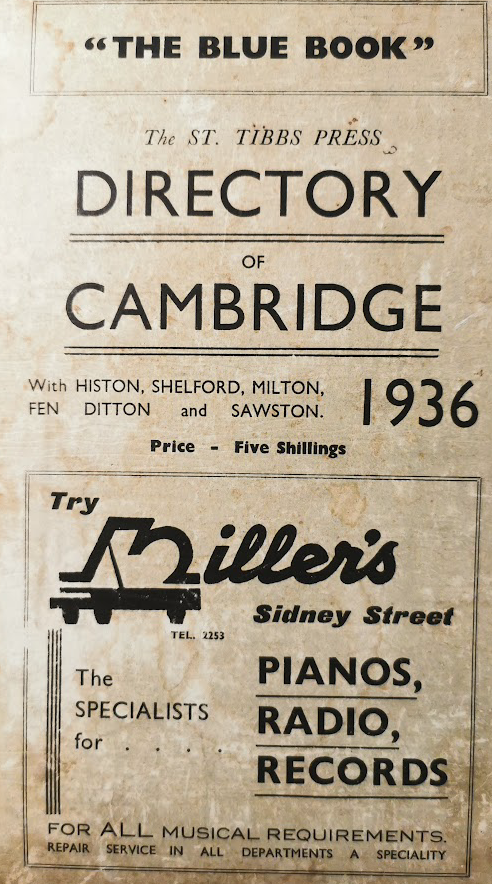 “THE BLUE BOOK”
The ST. TIBBS PRESS
DIRECTORY
OF
CAMBRIDGE
With HISTON, SHELFORD, MILTON,
FEN DITTON and SAWSTON.
1936
Price - Five Shillings
Try
Miller's
Sidney Street
TEL. 2253
The
SPECIALISTS
for . . . .
PIANOS,
RADIO,
RECORDS
FOR ALL MUSICAL REQUIREMENTS.
REPAIR SERVICE IN ALL DEPARTMENTS A SPECIALITY